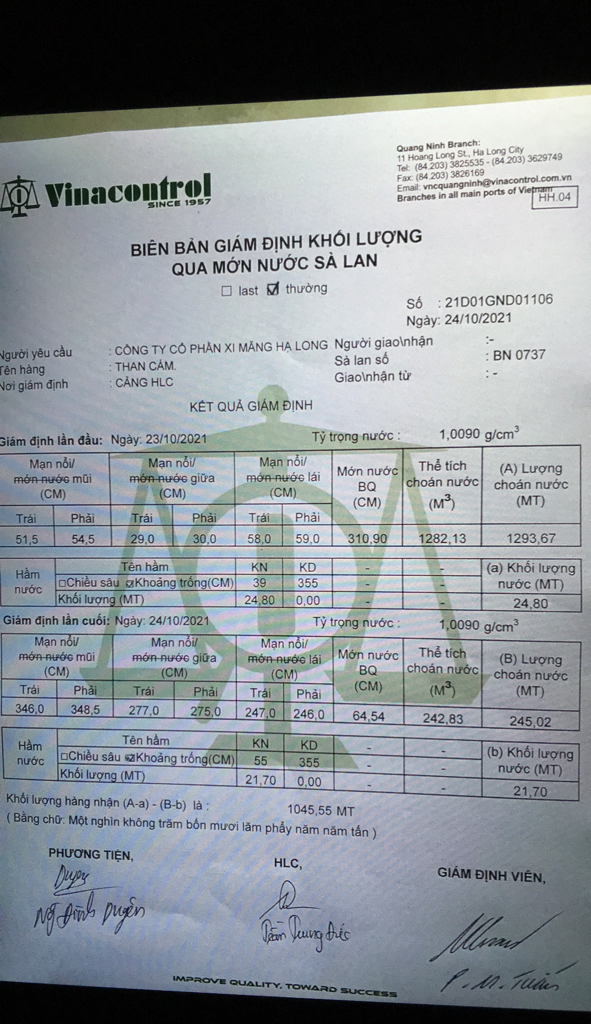 Vinacontrol
SINCE 1957
Quang Ninh Branch:
11 Hoang Long St., Ha Long City
Tel: (84.203) 3825535 - (84.203) 3629749
Fax: (84.203) 3826169
Email: vncquangninh@vinacontrol.com.vn
Branches in all main ports of Vietnam
HH.04
BIÊN BẢN GIÁM ĐỊNH KHỐI LƯỢNG
QUA MỚN NƯỚC SÀ LAN
☐ last ☑ thường
Số : 21D01GND01106
Ngày: 24/10/2021
Người yêu cầu : CÔNG TY CỔ PHẦN XI MĂNG HẠ LONG Người giao\nhận :-
Tên hàng : THAN CÁM. Sà lan số : BN 0737
Nơi giám định : CẢNG HLC Giao\nhận từ : -
KẾT QUẢ GIÁM ĐỊNH
Giám định lần đầu: Ngày: 23/10/2021 Tỷ trọng nước : 1,0090 g/cm3
Mạn nổi/ Mạn nổi/ Mạn nổi/ Mớn nước Thể tích (A) Lượng
món nước mũi món nước giữa món nước lái BQ choán nước choán nước
(CM) (CM) (CM) (CM) (M3) (MT)
Trái Phải Trái Phải Trái Phải
51,5 54,5 29,0 30,0 58,0 59,0 310,90 1282,13 1293,67
Hầm nước Tên hầm KN KD - - (a) Khối lượng nước (MT)
☐Chiều sâu ☑Khoảng trống(CM) 39 355 - -
Khối lượng (MT) 24,80 0,00 - - 24,80
Giám định lần cuối: Ngày: 24/10/2021 Tỷ trọng nước : 1,0090 g/cm3
Mạn nổi/ Mạn nổi/ Mạn nổi/ Mớn nước Thể tích (B) Lượng
món nước mũi món nước giữa món nước lái BQ choán nước choán nước
(CM) (CM) (CM) (CM) (M3) (MT)
Trái Phải Trái Phải Trái Phải
346,0 348,5 277,0 275,0 247,0 246,0 64,54 242,83 245,02
Hầm nước Tên hầm KN KD - - (b) Khối lượng nước (MT)
☐Chiều sâu ☑Khoảng trống(CM) 55 355 - -
Khối lượng (MT) 21,70 0,00 - - 21,70
Khối lượng hàng nhận (A-a) - (B-b) là : 1045,55 MT
( Bằng chữ: Một nghìn không trăm bốn mươi lăm phẩy năm năm tấn )
PHƯƠNG TIỆN, HLC, GIÁM ĐỊNH VIÊN,
Duyn
Ng Đình Duyến
Trần Trung Đức
P. M. Tuấn
IMPROVE QUALITY, TOWARD SUCCESS